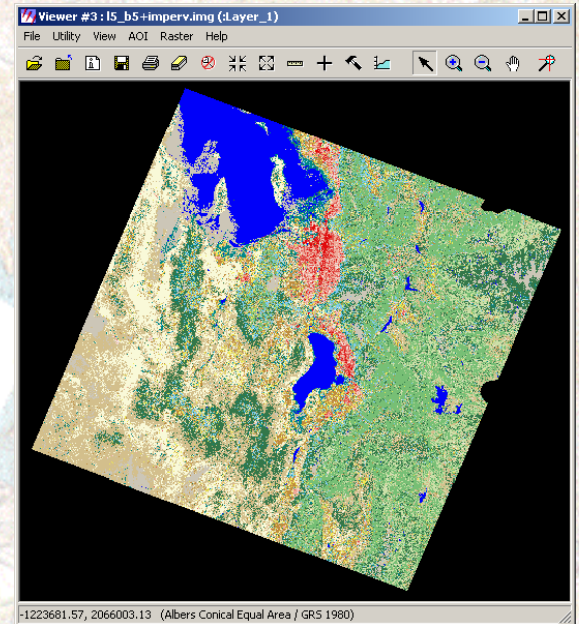 Viewer #3 : l5_b5+imperv.img (:Layer_1)
File Utility View AOI Raster Help
-1223681.57, 2066003.13 (Albers Conical Equal Area / GRS 1980)